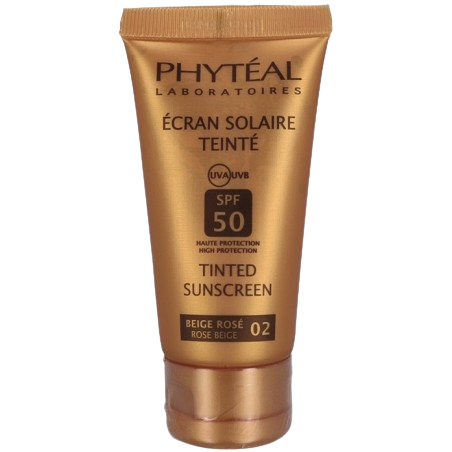 PHYTÉAL
LABORATOIRES
ÉCRAN SOLAIRE
TEINTÉ
UVA UVB
SPF
50
HAUTE PROTECTION
HIGH PROTECTION
TINTED
SUNSCREEN
BEIGE ROSÉ
ROSE BEIGE
02